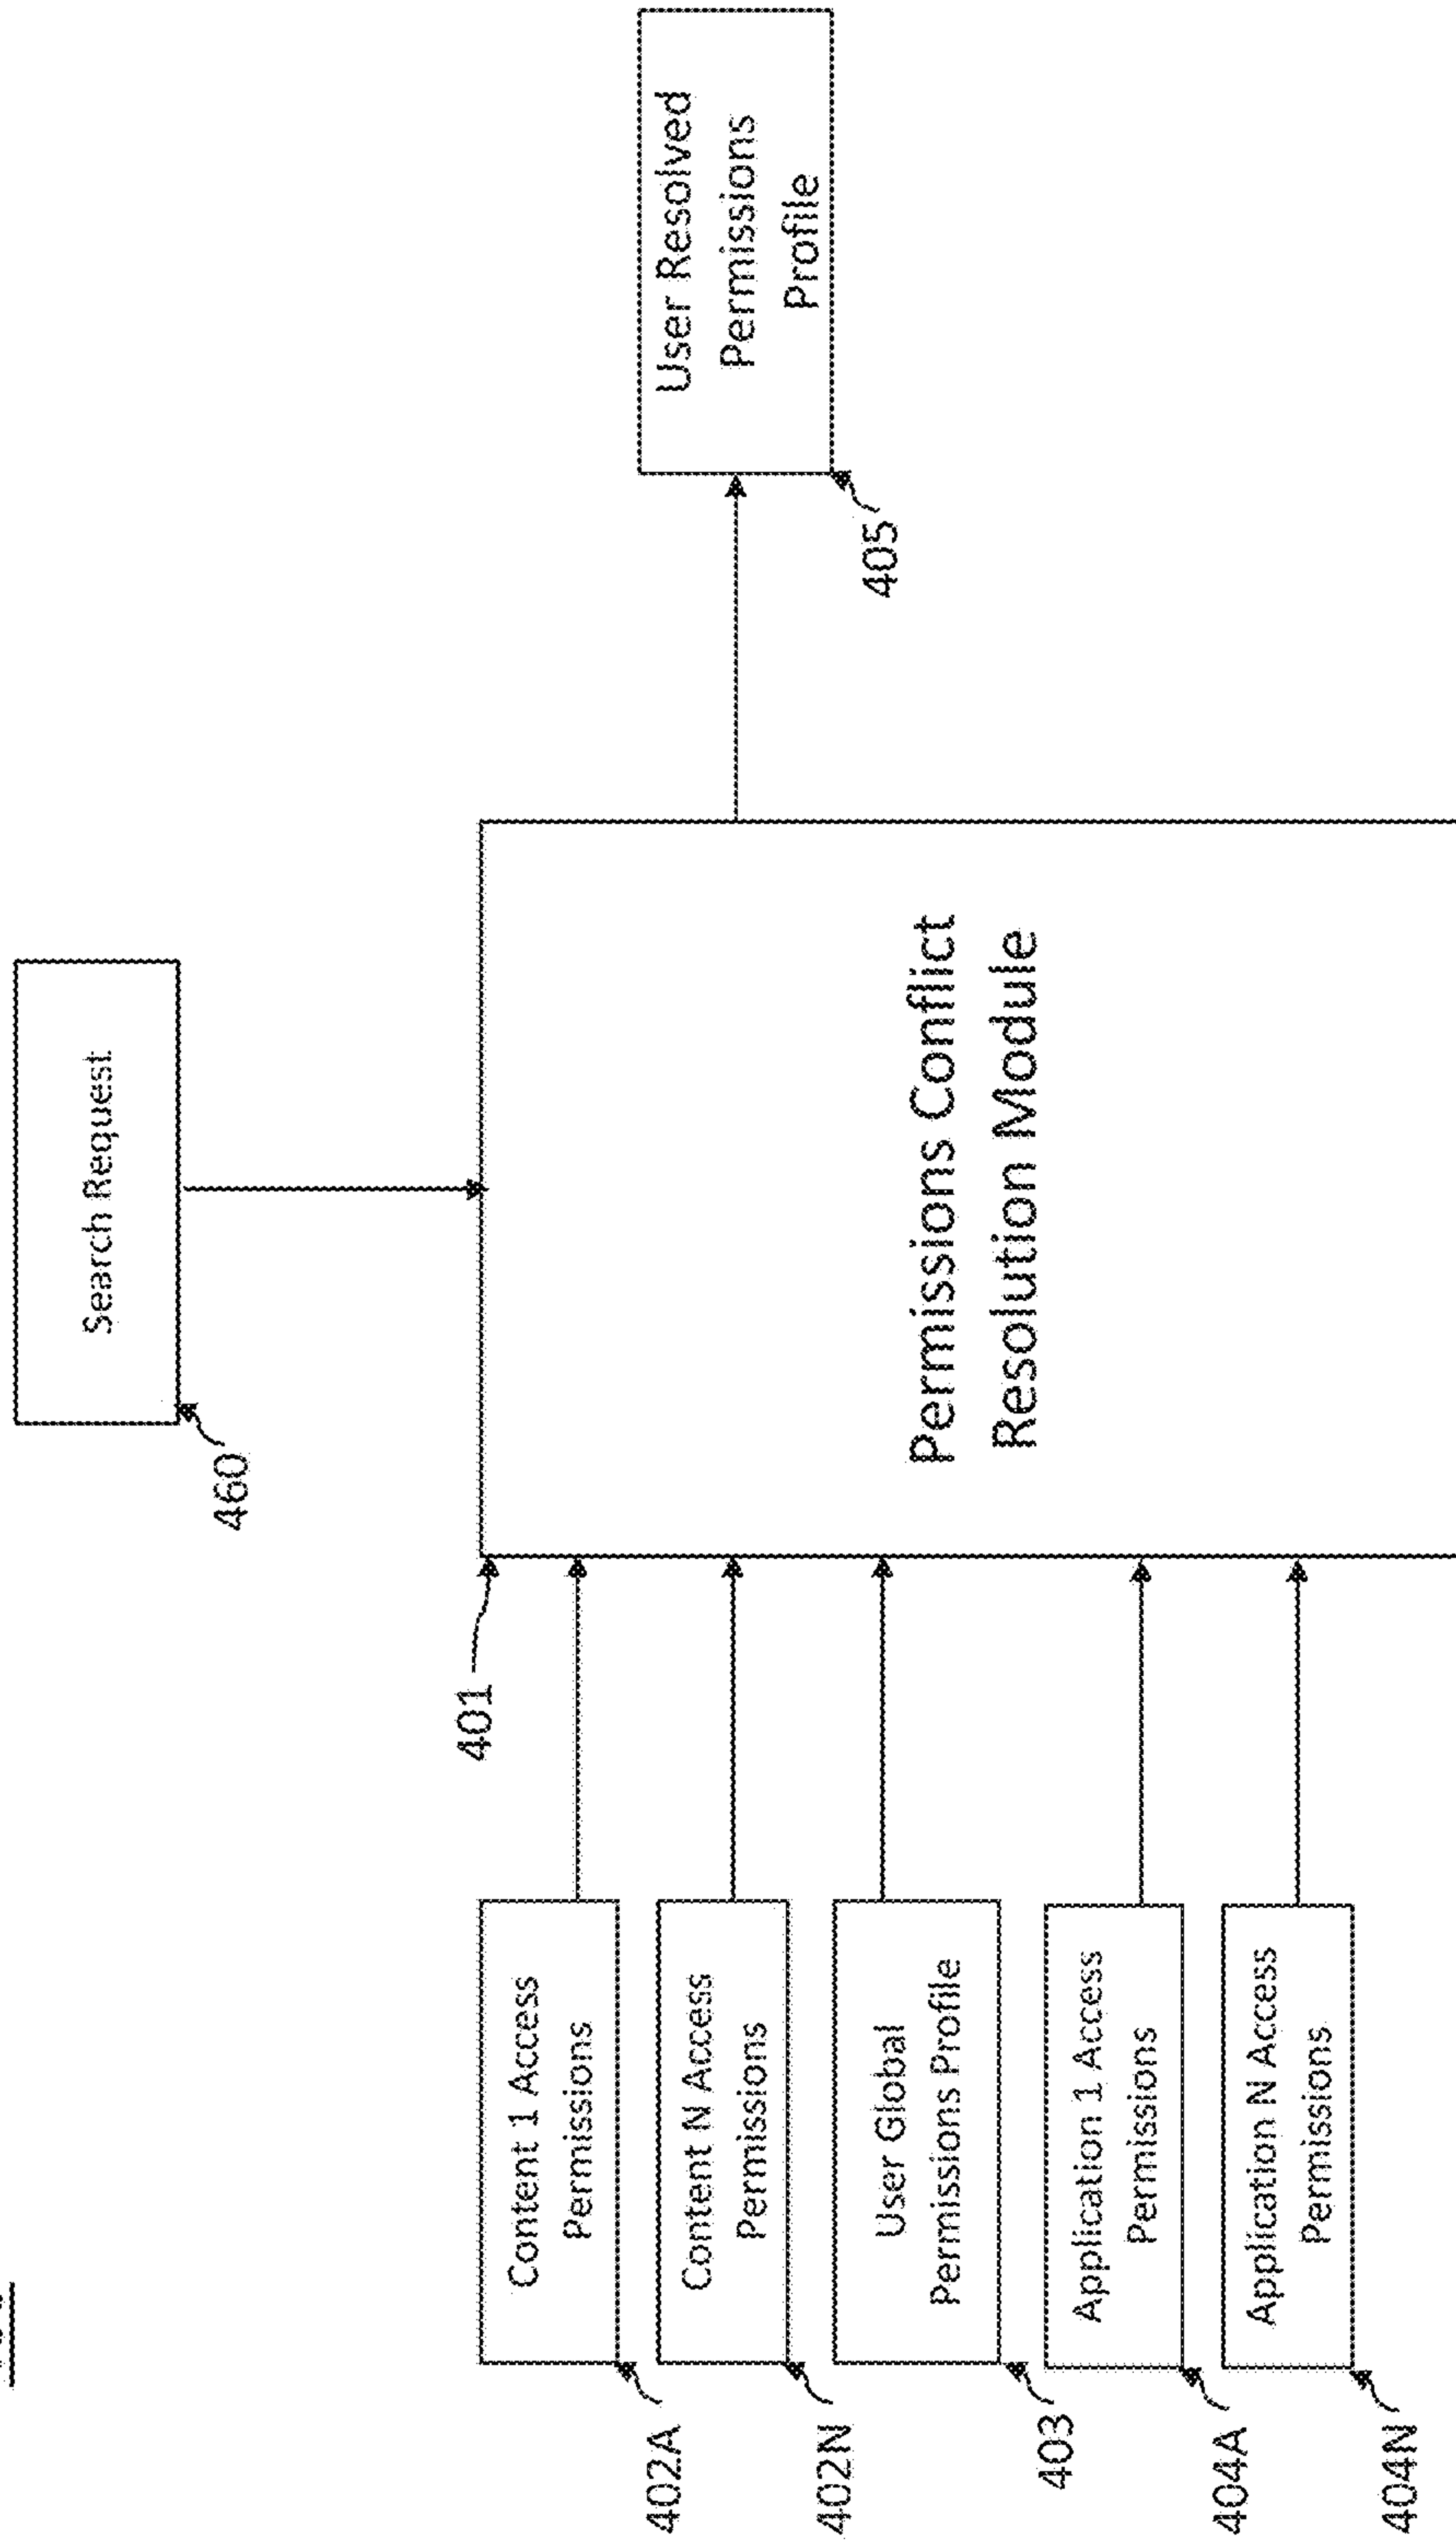 Search Request
460
401
Content 1 Access
Permissions
402A
Content N Access
Permissions
402N
User Global
Permissions Profile
403
Application 1 Access
Permissions
404A
Application N Access
Permissions
404N
Permissions Conflict
Resolution Module
User Resolved
Permissions
Profile
405